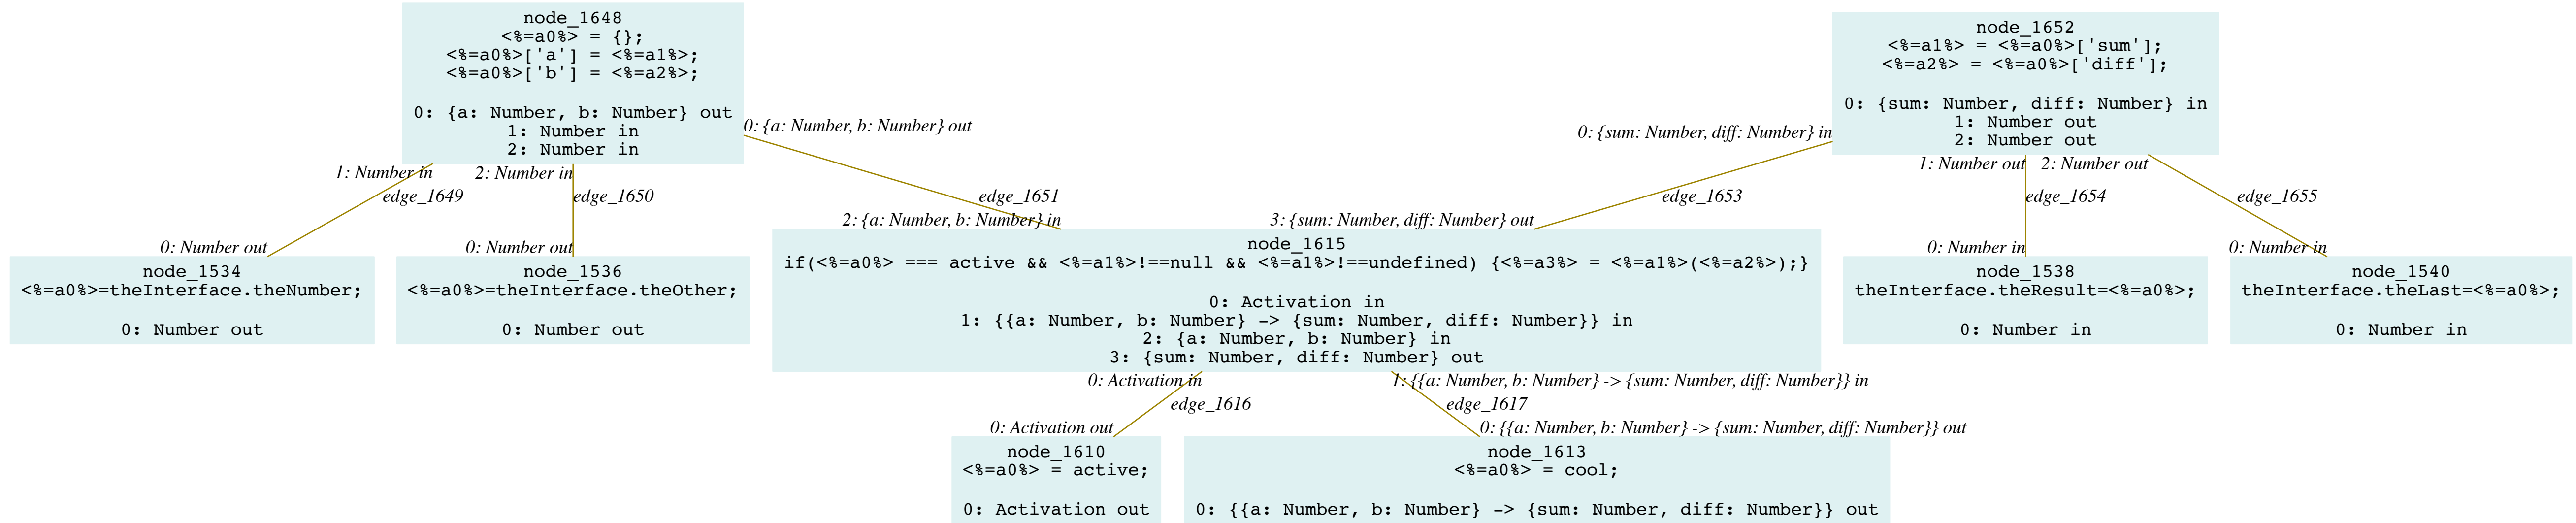 node_1648
<%=a0%> = {};
<%=a0%>['a'] = <%=a1%>;
<%=a0%>['b'] = <%=a2%>;
0: {a: Number, b: Number} out
1: Number in
2: Number in
node_1652
<%=a1%> = <%=a0%>['sum'];
<%=a2%> = <%=a0%>['diff'];
0: {sum: Number, diff: Number} in
1: Number out
2: Number out
0: {a: Number, b: Number} out
0: {sum: Number, diff: Number} in
1: Number in
2: Number in
1: Number out
2: Number out
edge_1649
edge_1650
edge_1651
edge_1653
edge_1654
edge_1655
0: Number out
0: Number out
2: {a: Number, b: Number} in
3: {sum: Number, diff: Number} out
0: Number in
0: Number in
node_1534
<%=a0%>=theInterface.theNumber;
0: Number out
node_1536
<%=a0%>=theInterface.theOther;
0: Number out
node_1615
if(<%=a0%> === active && <%=a1%>!==null && <%=a1%>!==undefined) {<%=a3%> = <%=a1%>(<%=a2%>);}
0: Activation in
1: {{a: Number, b: Number} -> {sum: Number, diff: Number}} in
2: {a: Number, b: Number} in
3: {sum: Number, diff: Number} out
node_1538
theInterface.theResult=<%=a0%>;
0: Number in
node_1540
theInterface.theLast=<%=a0%>;
0: Number in
0: Activation in
1: {{a: Number, b: Number} -> {sum: Number, diff: Number}} in
edge_1616
edge_1617
0: Activation out
0: {{a: Number, b: Number} -> {sum: Number, diff: Number}} out
node_1610
<%=a0%> = active;
0: Activation out
node_1613
<%=a0%> = cool;
0: {{a: Number, b: Number} -> {sum: Number, diff: Number}} out